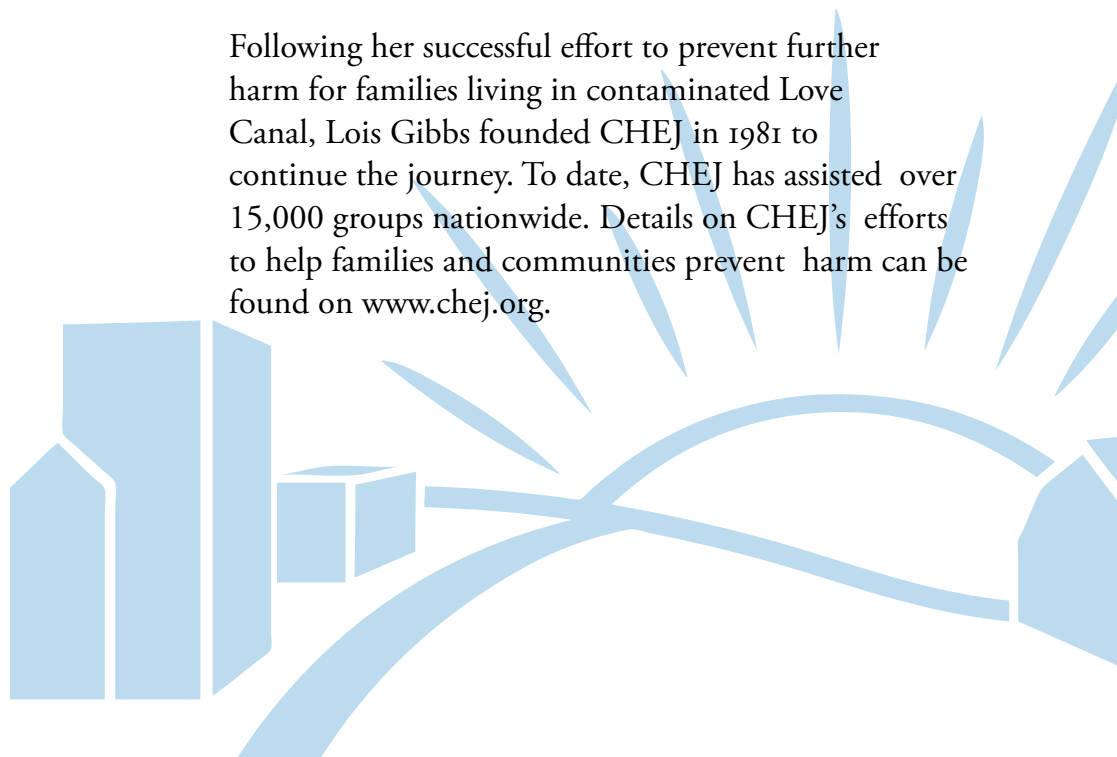 Following her successful effort to prevent further
harm for families living in contaminated Love
Canal, Lois Gibbs founded CHEJ in 1981 to
continue the journey. To date, CHEJ has assisted over
15,000 groups nationwide. Details on CHEJ’s efforts
to help families and communities prevent harm can be
found on www.chej.org.